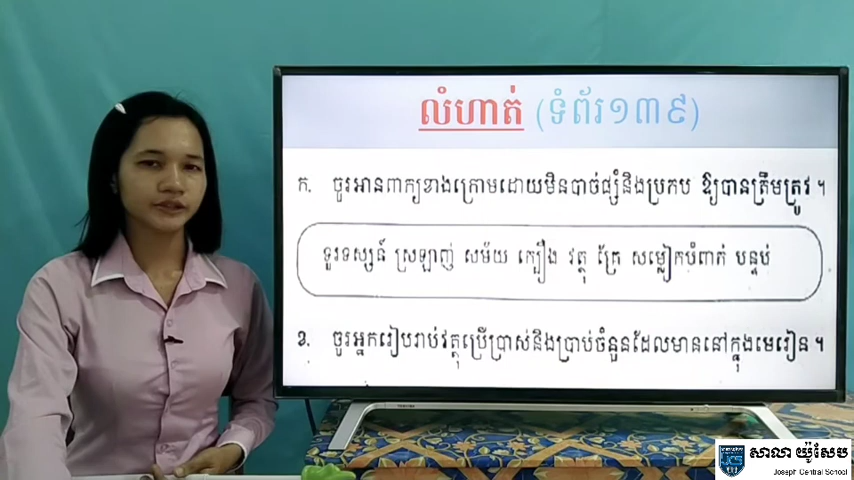 លំហាត់ (ទំព័រ១៣៩)
ក. ចូរអានពាក្យខាងក្រោមដោយមិនបាច់ផ្សំនិងប្រកប ឱ្យបានត្រឹមត្រូវ ។
ទូរទស្សន៍ ស្រឡាញ់ សម័យ ក្បឿង វត្ថុ គ្រែ សម្លៀកបំពាក់ បន្ទប់
ខ. ចូរអ្នករៀបរាប់វត្ថុប្រើប្រាស់និងប្រាប់ចំនួនដែលមាននៅក្នុងមេរៀន ។
TOSHIBA
JCS
សាលា យ៉ូសែប
Joseph Central School